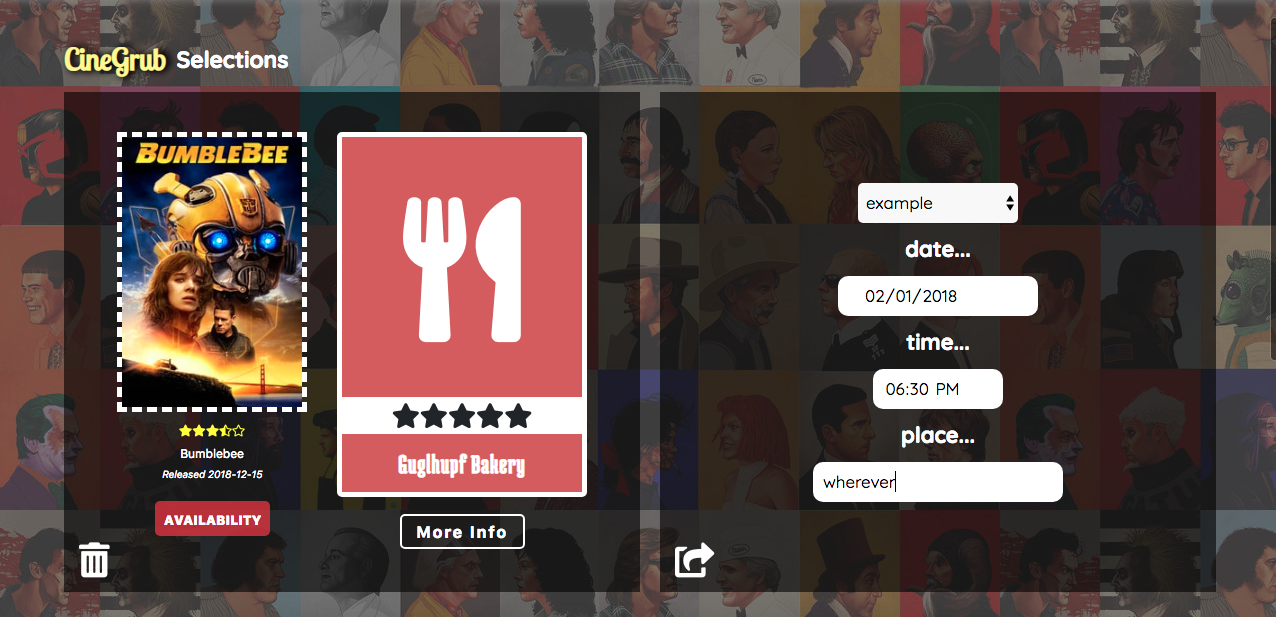 CineGrub Selections
BUMBLEBEE
Bumblebee
Released 2018-12-15
AVAILABILITY
Guglhupf Bakery
More Info
example
date...
02/01/2018
time...
06:30 PM
place...
wherever